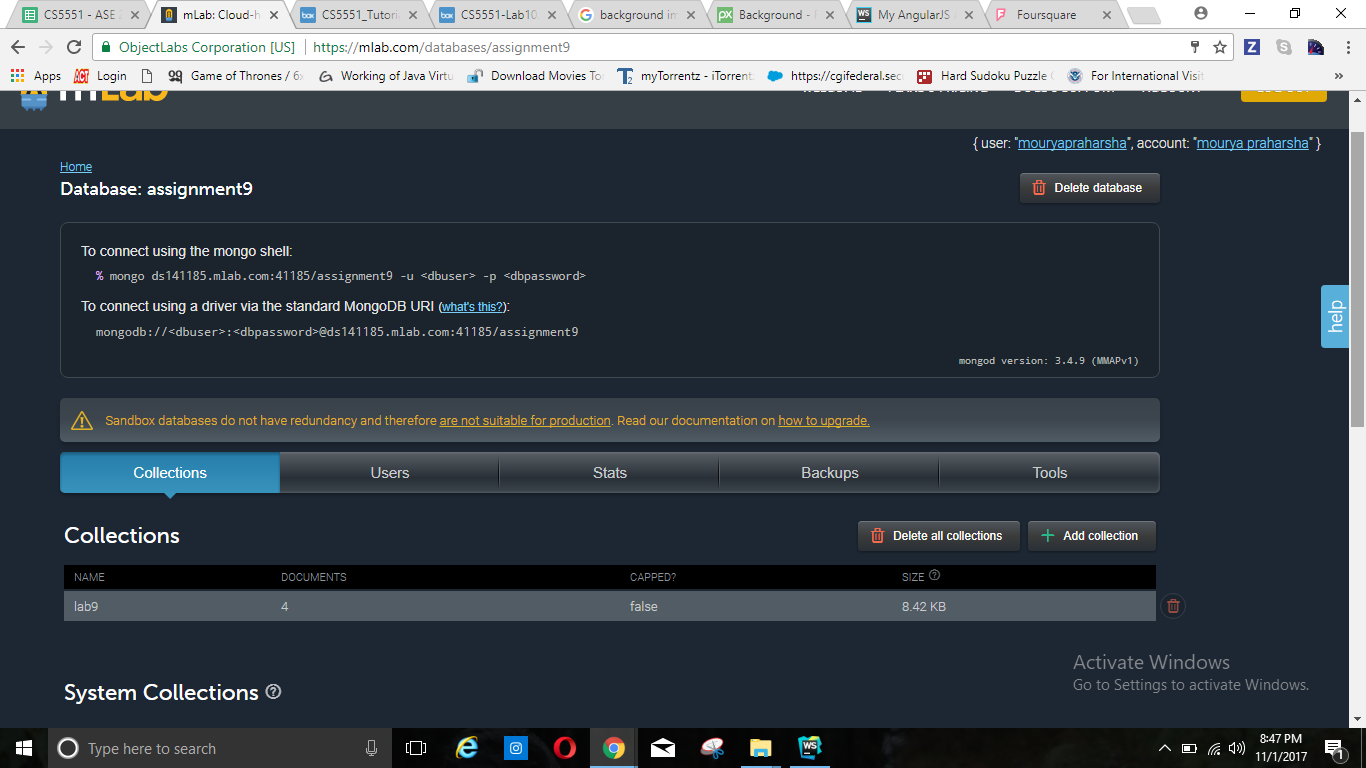 CS5551 - ASE 2
mLab: Cloud-h
CS5551_Tutori
CS5551-Lab10
background im
Background -
My AngularJS
Foursquare
ObjectLabs Corporation [US] https://mlab.com/databases/assignment9
Apps Login Game of Thrones / 6 Working of Java Virtu Download Movies To myTorrentz - iTorrent https://cgifederal.sec Hard Sudoku Puzzle For International Visit »
mLab
{ user: "mouryapraharsha", account: "mourya praharsha" }
Home
Database: assignment9
Delete database
To connect using the mongo shell:
% mongo ds141185.mlab.com:41185/assignment9 -u <dbuser> -p <dbpassword>
To connect using a driver via the standard MongoDB URI (what's this?):
mongodb://<dbuser>:<dbpassword>@ds141185.mlab.com:41185/assignment9
mongod version: 3.4.9 (MMAPv1)
help
Sandbox databases do not have redundancy and therefore are not suitable for production. Read our documentation on how to upgrade.
Collections Users Stats Backups Tools
Collections
Delete all collections
Add collection
NAME DOCUMENTS CAPPED? SIZE
lab9 4 false 8.42 KB
System Collections
Activate Windows
Go to Settings to activate Windows.
Type here to search
8:47 PM
11/1/2017